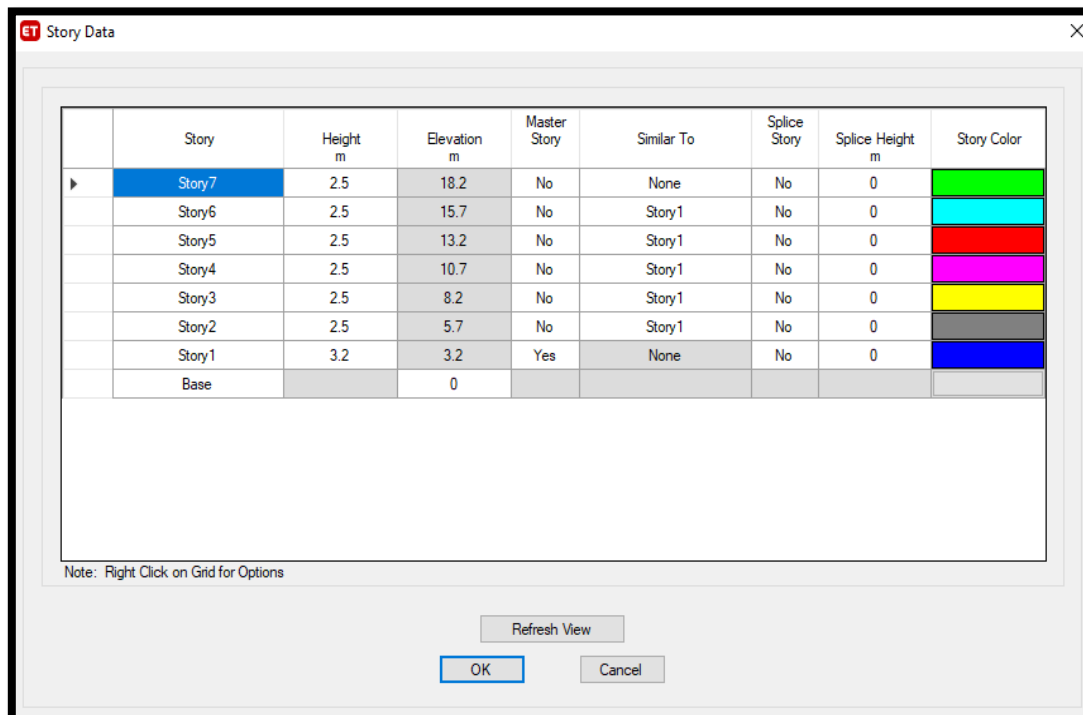 ET Story Data
Story Height m Elevation m Master Story Similar To Splice Story Splice Height m Story Color
Story7 2.5 18.2 No None No 0
Story6 2.5 15.7 No Story1 No 0
Story5 2.5 13.2 No Story1 No 0
Story4 2.5 10.7 No Story1 No 0
Story3 2.5 8.2 No Story1 No 0
Story2 2.5 5.7 No Story1 No 0
Story1 3.2 3.2 Yes None No 0
Base 0
Note: Right Click on Grid for Options
Refresh View
OK Cancel